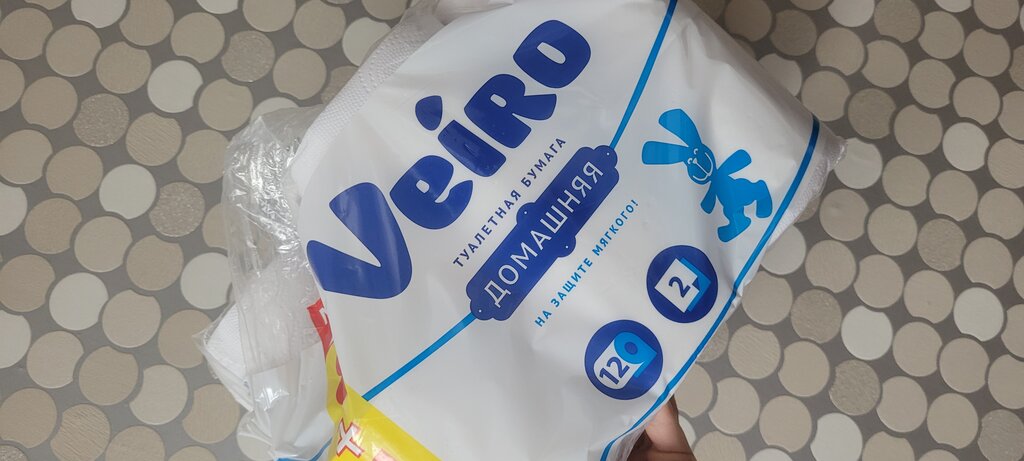 Veiro
ТУАЛЕТНАЯ БУМАГА
ДОМАШНЯЯ
НА ЗАЩИТЕ МЯГКОГО!
2
12
+